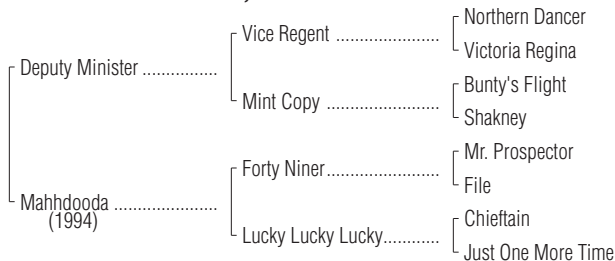 Northern Dancer
Vice Regent ....................
Victoria Regina
Deputy Minister ...............
Bunty's Flight
Mint Copy ......................
Shakney
Mr. Prospector
Forty Niner......................
File
Mahhdooda ....................
(1994)
Chieftain
Lucky Lucky Lucky...........
Just One More Time